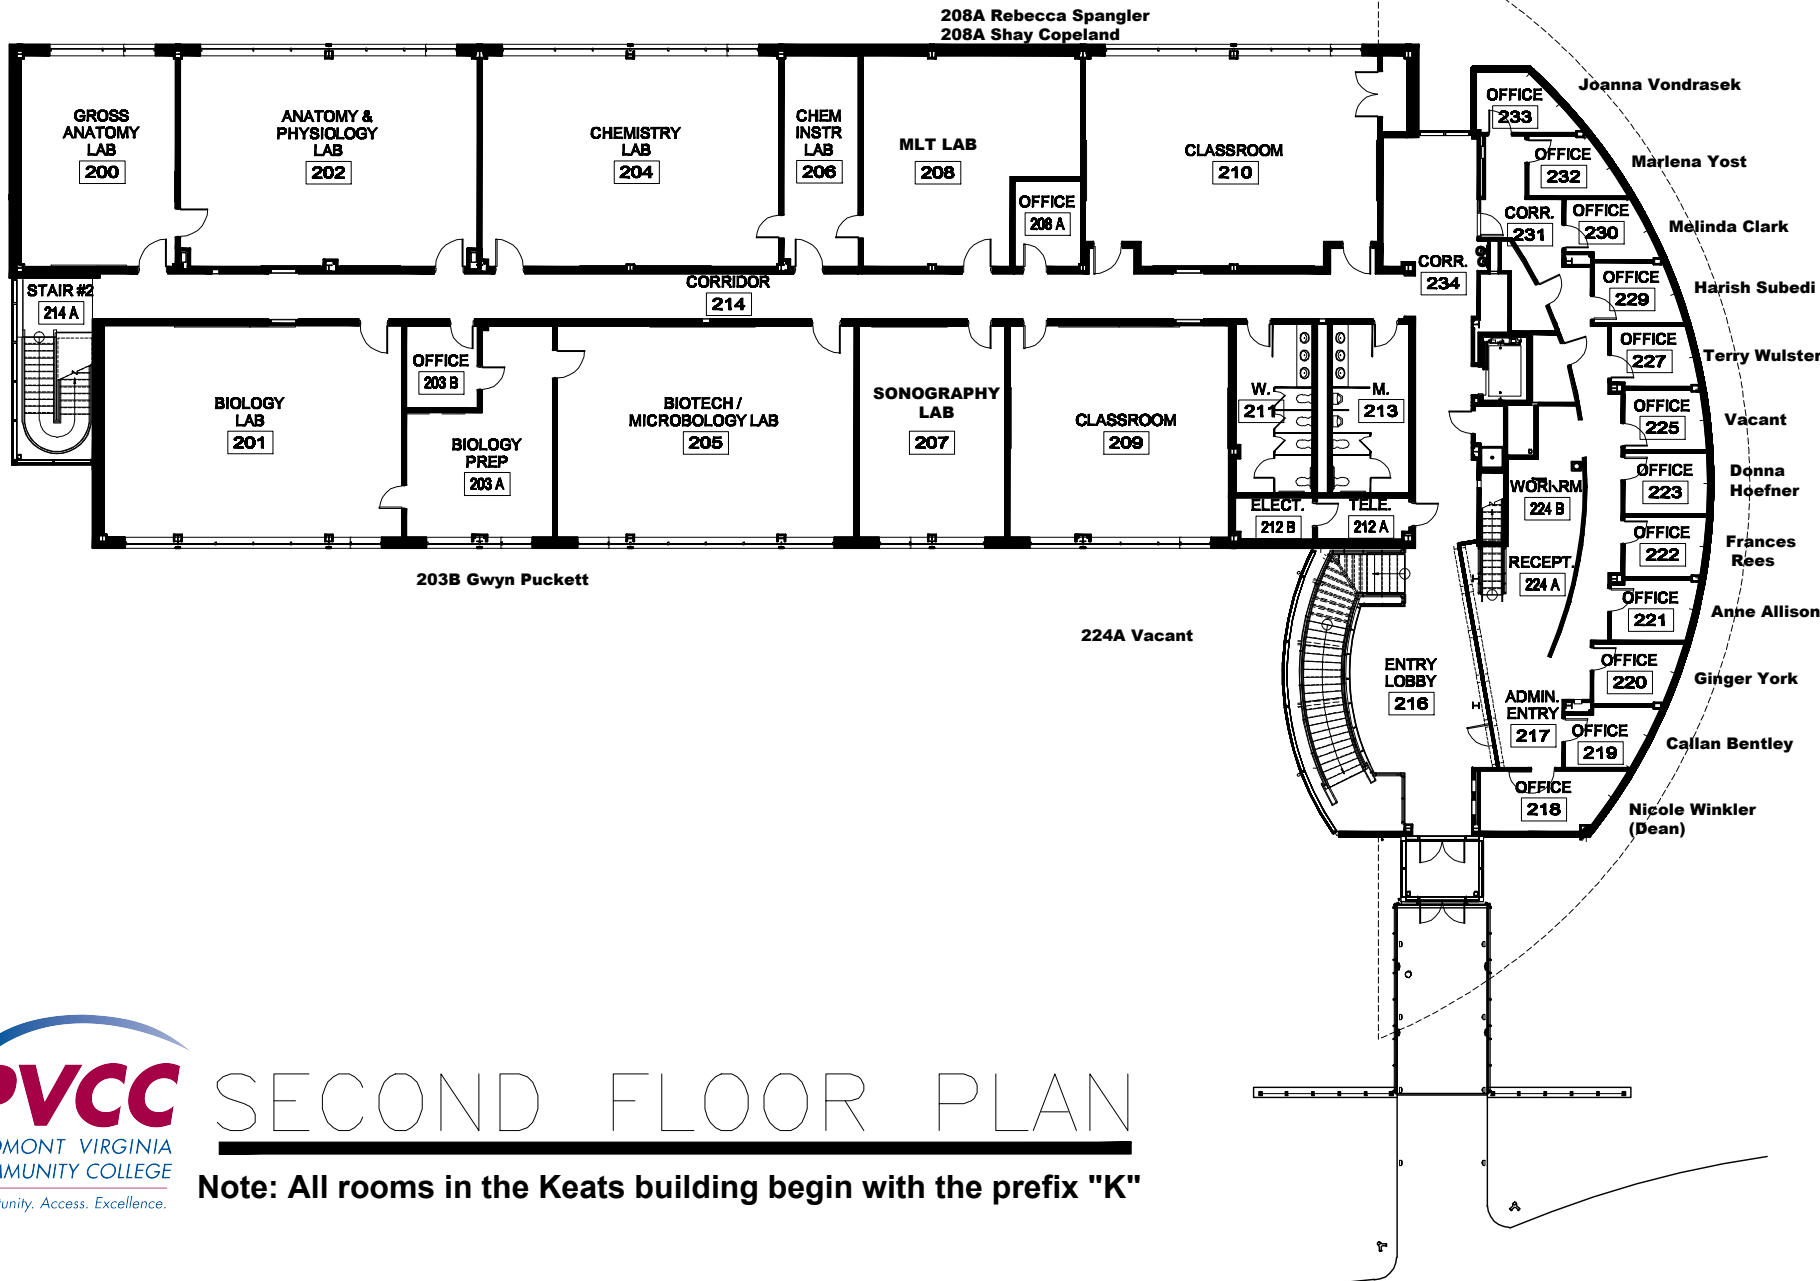 208A Rebecca Spangler
208A Shay Copeland
GROSS
ANATOMY
LAB
200
ANATOMY &
PHYSIOLOGY
LAB
202
CHEMISTRY
LAB
204
CHEM
INSTR
LAB
206
MLT LAB
208
OFFICE
208 A
CLASSROOM
210
OFFICE
233
Joanna Vondrasek
OFFICE
232
Marlena Yost
CORR.
231
OFFICE
230
Melinda Clark
STAIR #2
214 A
CORRIDOR
214
CORR.
234
OFFICE
229
Harish Subedi
OFFICE
227
Terry Wulster
BIOLOGY
LAB
201
OFFICE
203 B
BIOLOGY
PREP
203 A
BIOTECH /
MICROBOLOGY LAB
205
SONOGRAPHY
LAB
207
CLASSROOM
209
W.
211
M.
213
OFFICE
225
Vacant
OFFICE
223
Donna
Hoefner
ELECT.
212 B
TELE.
212 A
WORK RM
224 B
OFFICE
222
Frances
Rees
RECEPT.
224 A
OFFICE
221
Anne Allison
203B Gwyn Puckett
224A Vacant
ENTRY
LOBBY
216
OFFICE
220
Ginger York
ADMIN.
ENTRY
217
OFFICE
219
Callan Bentley
OFFICE
218
Nicole Winkler
(Dean)
PVCC
DMONT VIRGINIA
MMUNITY COLLEGE
tunity. Access. Excellence.
SECOND FLOOR PLAN
Note: All rooms in the Keats building begin with the prefix "K"